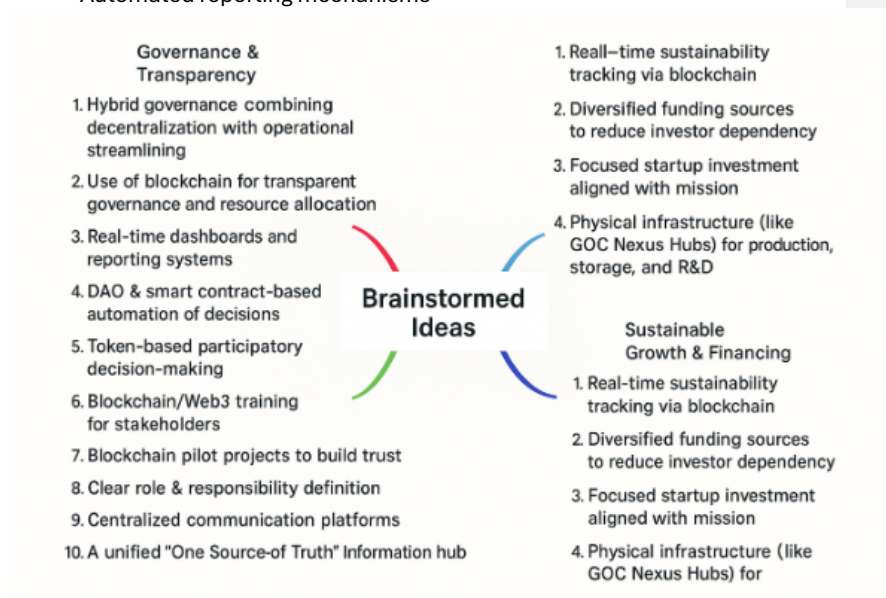 Automated reporting mechanisms
Governance &
Transparency
1. Hybrid governance combining
decentralization with operational
streamlining
2. Use of blockchain for transparent
governance and resource allocation
3. Real-time dashboards and
reporting systems
4. DAO & smart contract-based
automation of decisions
5. Token-based participatory
decision-making
6. Blockchain/Web3 training
for stakeholders
7. Blockchain pilot projects to build trust
8. Clear role & responsibility definition
9. Centralized communication platforms
10. A unified "One Source-of Truth" Information hub
Brainstormed
Ideas
1. Reall–time sustainability
tracking via blockchain
2. Diversified funding sources
to reduce investor dependency
3. Focused startup investment
aligned with mission
4. Physical infrastructure (like
GOC Nexus Hubs) for production,
storage, and R&D
Sustainable
Growth & Financing
1. Real-time sustainability
tracking via blockchain
2. Diversified funding sources
to reduce investor dependency
3. Focused startup investment
aligned with mission
4. Physical infrastructure (like
GOC Nexus Hubs) for